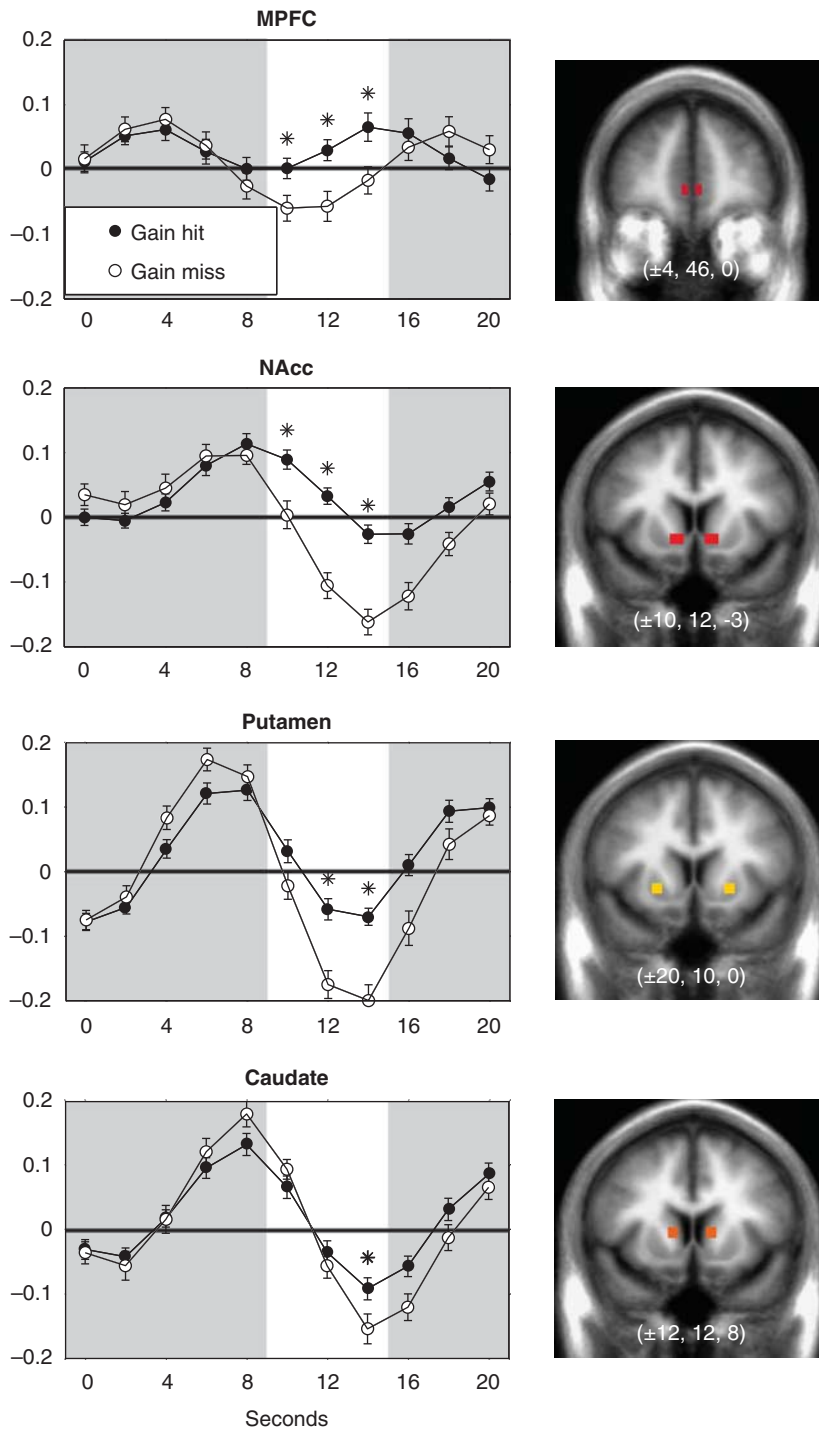 MPFC
0.2
0.1
0
–0.1
–0.2
Gain hit
Gain miss
0 4 8 12 16 20
(±4, 46, 0)
NAcc
0.2
0.1
0
–0.1
–0.2
0 4 8 12 16 20
(±10, 12, -3)
Putamen
0.2
0.1
0
–0.1
–0.2
0 4 8 12 16 20
(±20, 10, 0)
Caudate
0.2
0.1
0
–0.1
–0.2
0 4 8 12 16 20
Seconds
(±12, 12, 8)